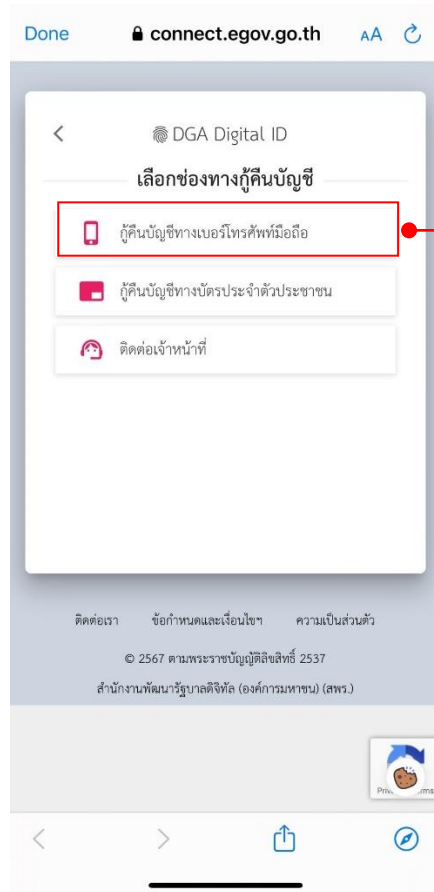 Done connect.egov.go.th AA
DGA Digital ID
เลือกช่องทางกู้คืนบัญชี
กู้คืนบัญชีทางเบอร์โทรศัพท์มือถือ
กู้คืนบัญชีทางบัตรประจำตัวประชาชน
ติดต่อเจ้าหน้าที่
ติดต่อเรา ข้อกำหนดและเงื่อนไขฯ ความเป็นส่วนตัว
© 2567 ตามพระราชบัญญัติลิขสิทธิ์ 2537
สำนักงานพัฒนารัฐบาลดิจิทัล (องค์การมหาชน) (สพร.)